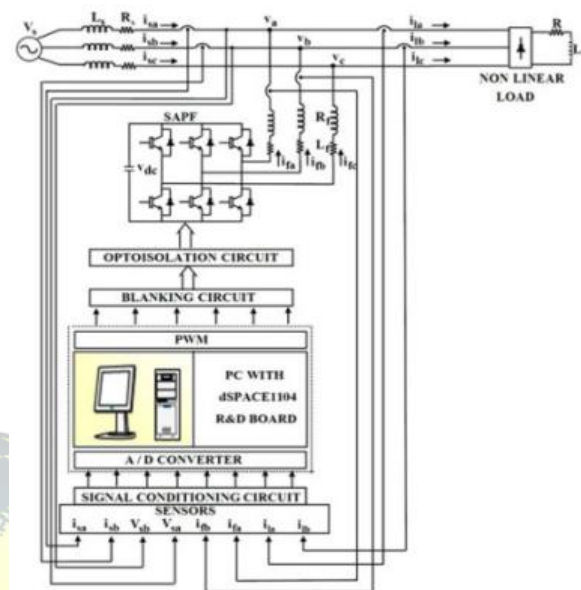 Vs Ls Rs isa va ila R
isb vb ilb L
isc vc ilc
NON LINEAR
LOAD
SAPF
Rf
Lf
vdc
ifa ifb ifc
OPTOISOLATION CIRCUIT
BLANKING CIRCUIT
PWM
PC WITH
dSPACE1104
R&D BOARD
A / D CONVERTER
SIGNAL CONDITIONING CIRCUIT
SENSORS
isa isb Vsb Vsa ifb ifa ila ilb